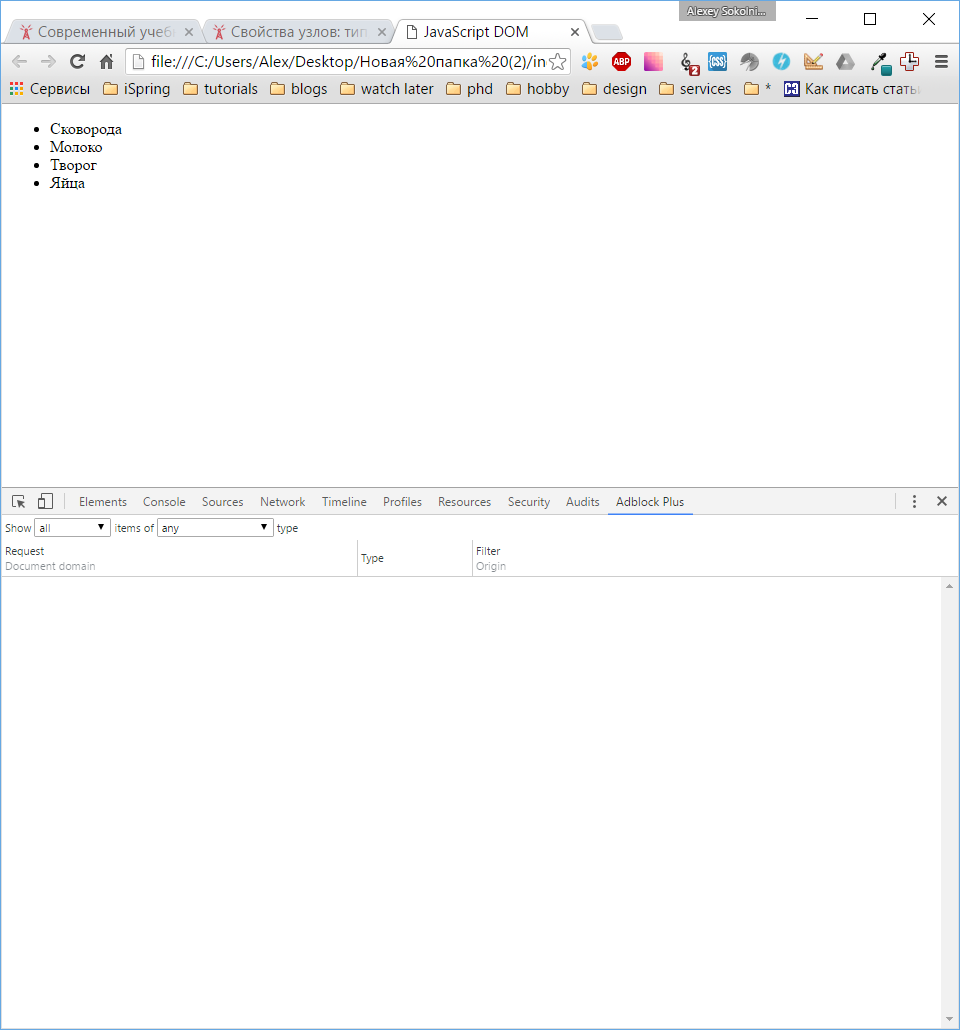 Alexey Sokolni...
Современный учеб Свойства узлов: тип JavaScript DOM
file:///C:/Users/Alex/Desktop/Новая%20папка%20(2)/in ABP 2 {css}
Сервисы iSpring tutorials blogs watch later phd hobby design services * Как писать стать
Сковорода
Молоко
Творог
Яйца
Elements Console Sources Network Timeline Profiles Resources Security Audits Adblock Plus
Show all items of any type
Request Type Filter
Document domain Origin